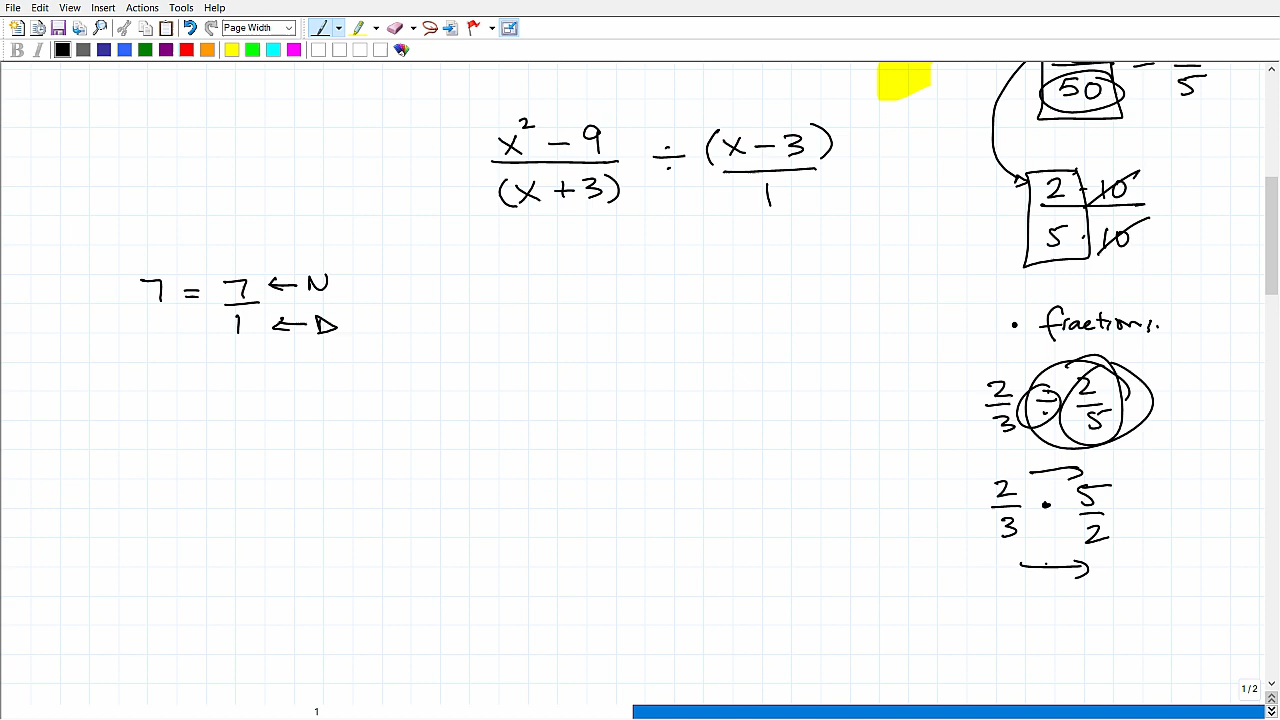 File Edit View Insert Actions Tools Help
Page Width
B I
50 = — 5
x² - 9 / (x + 3) ÷ (x - 3) / 1
2 · 10 / 5 · 10
7 = 7 / 1 ← N ← D
• fractions.
2/3 ÷ 2/5
2/3 • 5/2
1 / 2
1